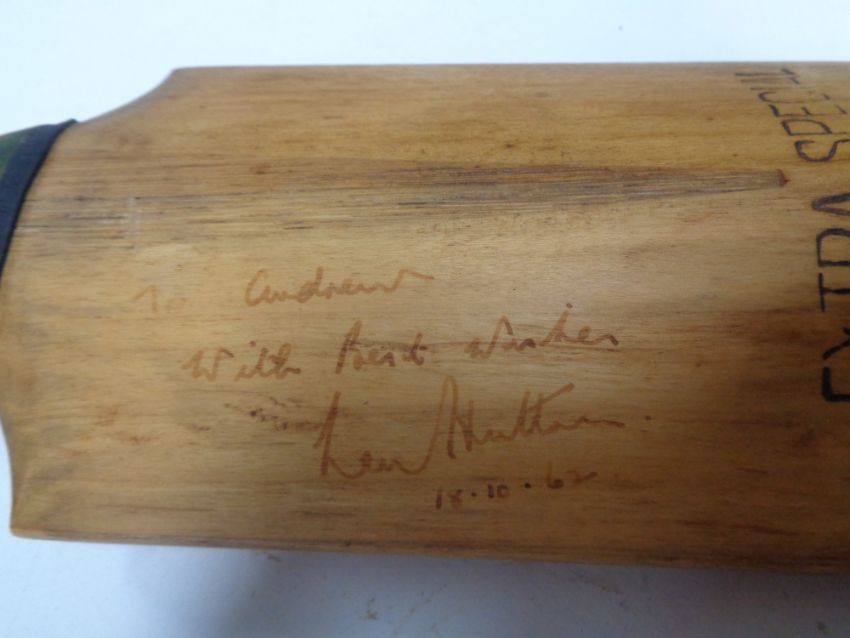 To Andrew
With Best Wishes
Len Hutton.
18.10.62
EXTRA SPECIAL